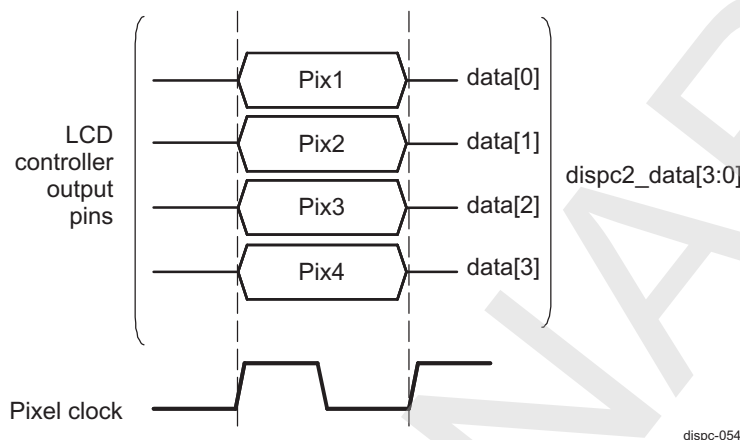 Pix1
data[0]
Pix2
data[1]
LCD
controller
output
pins
dispc2_data[3:0]
Pix3
data[2]
Pix4
data[3]
Pixel clock
dispc-054